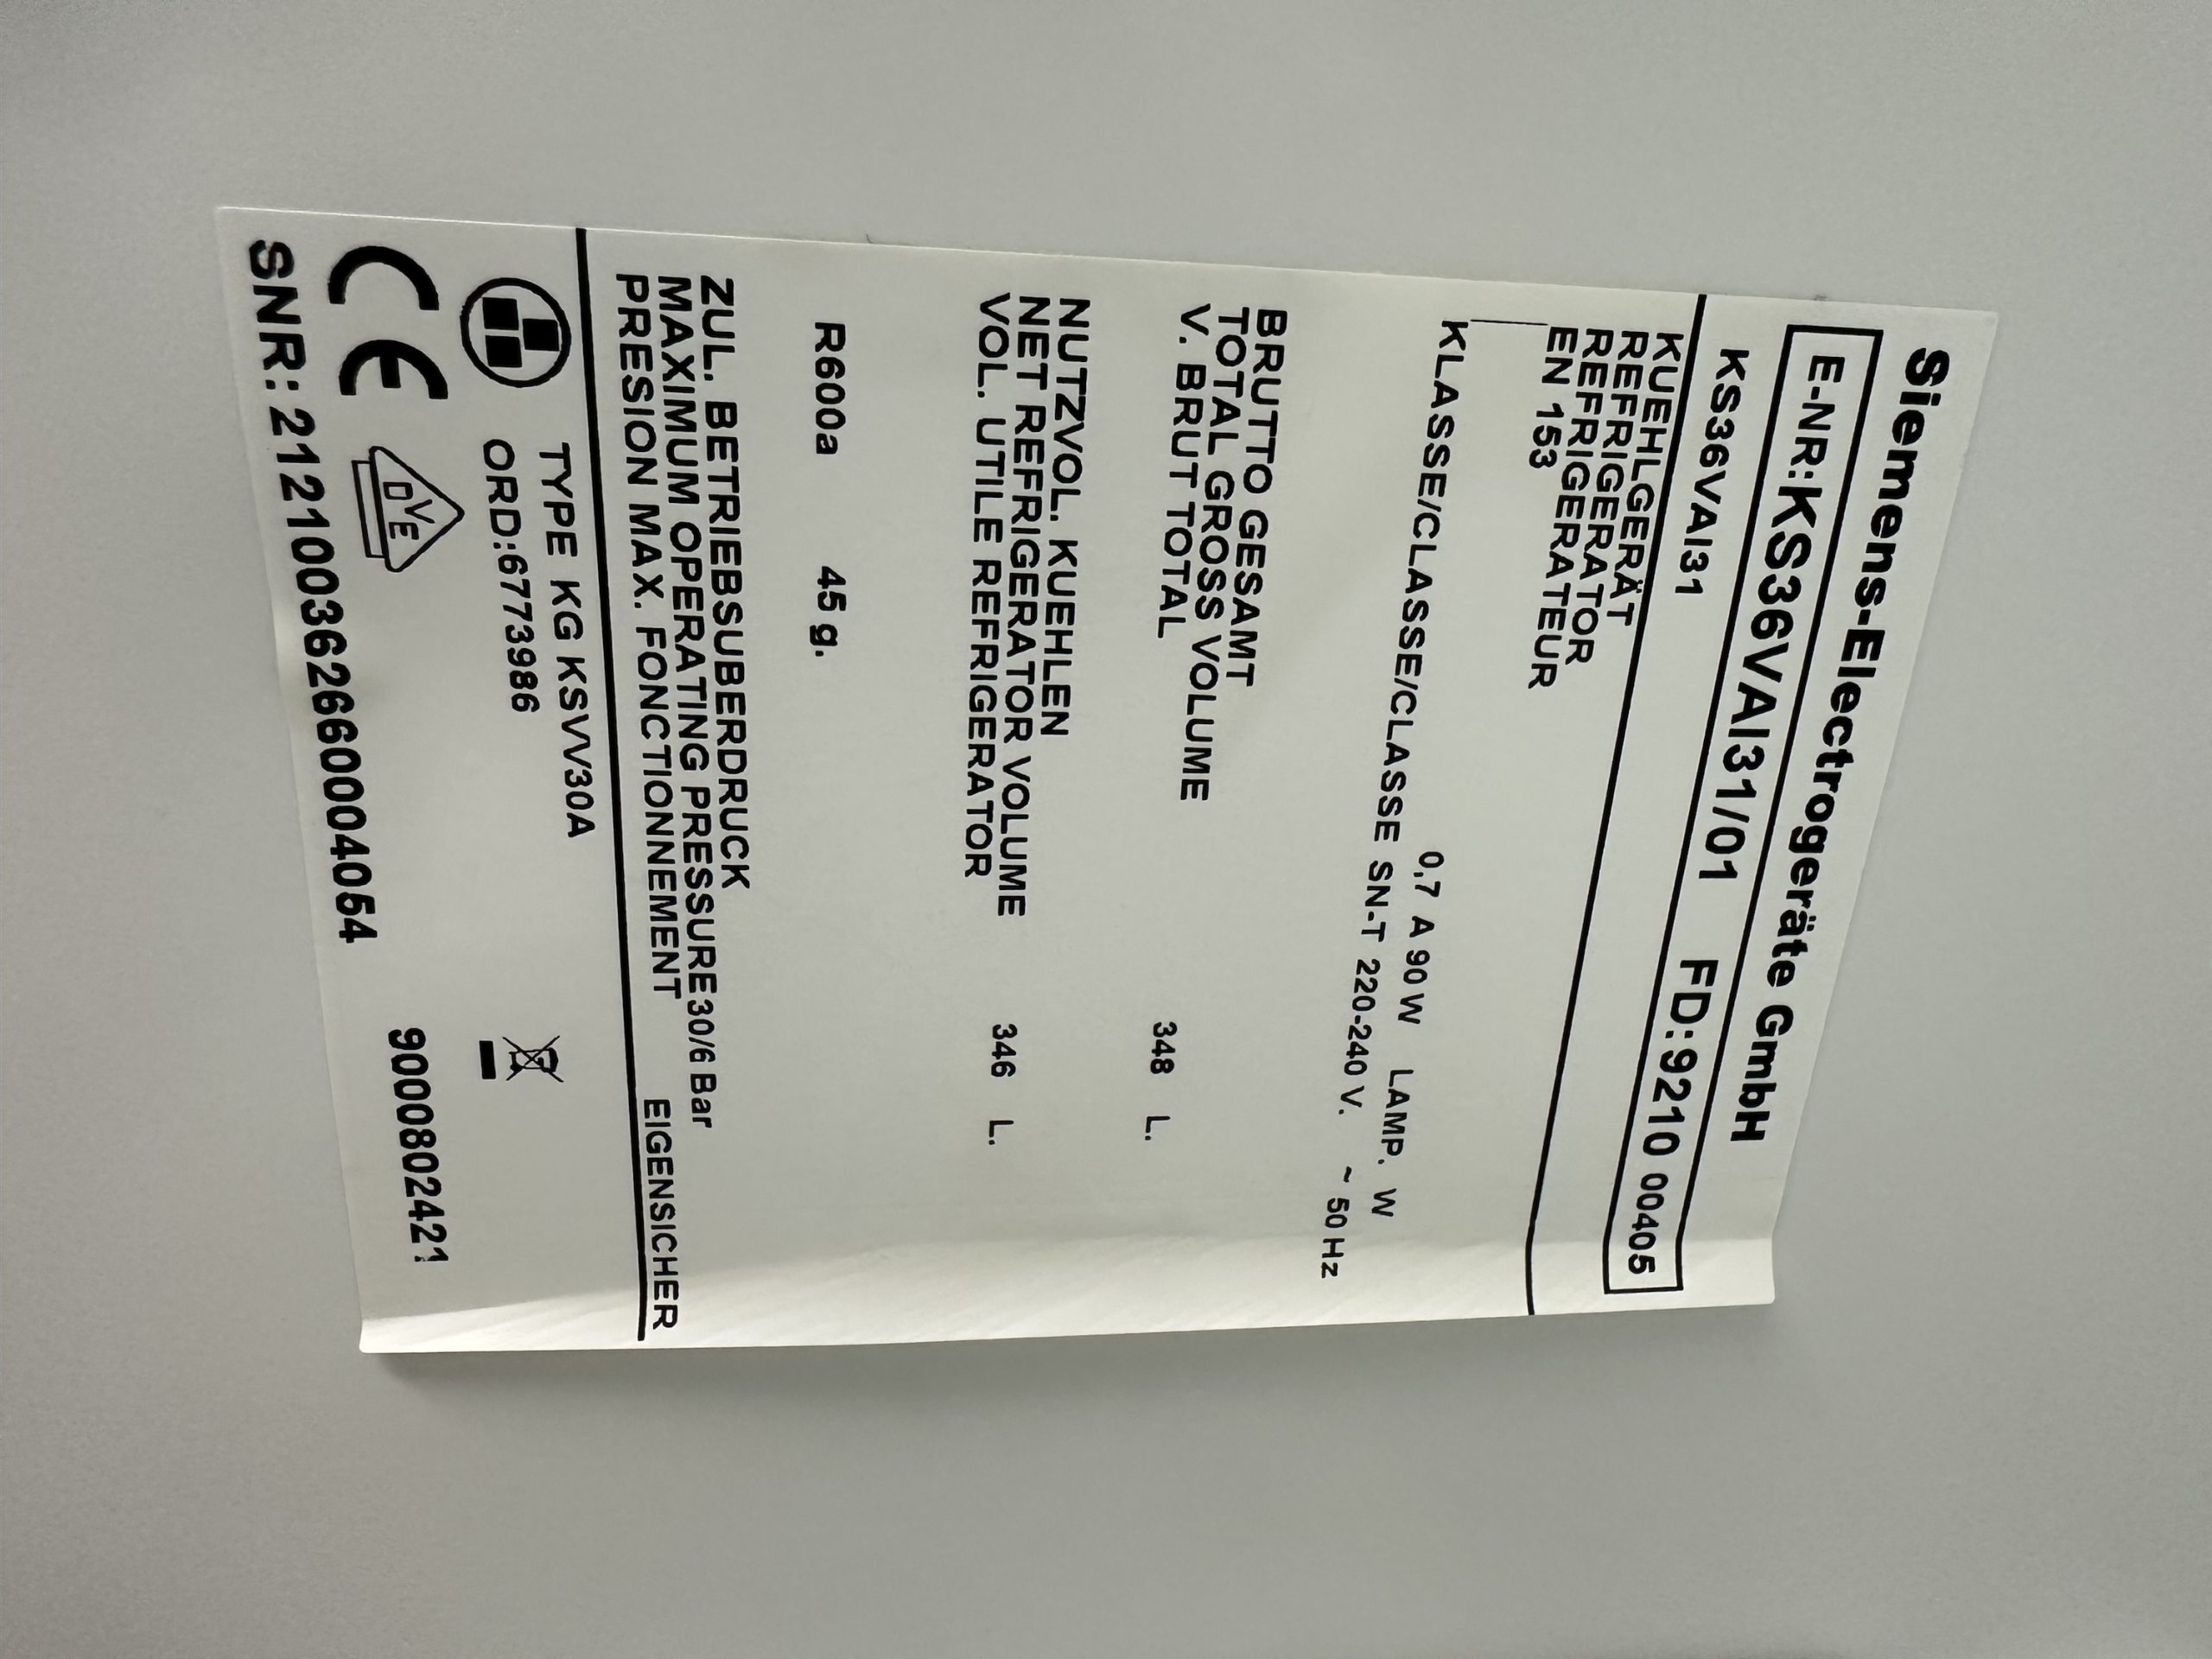 Siemens-Electrogeräte GmbH
E-NR:KS36VAI31/01 FD:9210 00405
KS36VAI31
KUEHLGERÄT
REFRIGERATOR
REFRIGERATEUR
EN 153
0,7 A 90 W LAMP. W
KLASSE/CLASSE/CLASSE SN-T 220-240 V. ~ 50 Hz
BRUTTO GESAMT
TOTAL GROSS VOLUME
V. BRUT TOTAL 348 L.
NUTZVOL. KUEHLEN
NET REFRIGERATOR VOLUME
VOL. UTILE REFRIGERATOR 346 L.
R600a 45 g.
ZUL. BETRIEBSUBERDRUCK
MAXIMUM OPERATING PRESSURE30/6 Bar
PRESION MAX. FONCTIONNEMENT EIGENSICHER
TYPE KG KSVV30A
ORD:6773986
CE DVE
SNR: 212100362660004054 9000802421